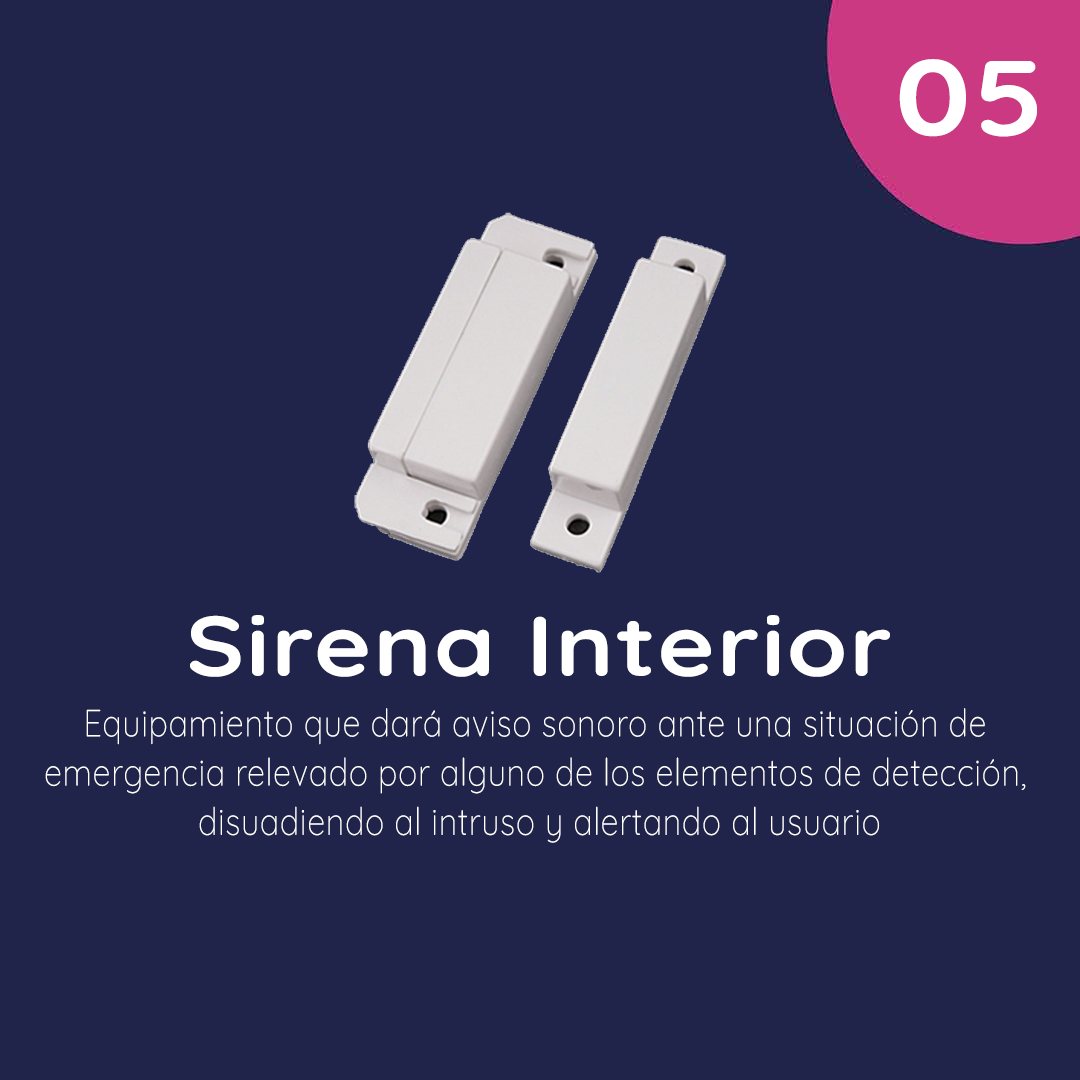 05
Sirena Interior
Equipamiento que dará aviso sonoro ante una situación de
emergencia relevado por alguno de los elementos de detección,
disuadiendo al intruso y alertando al usuario